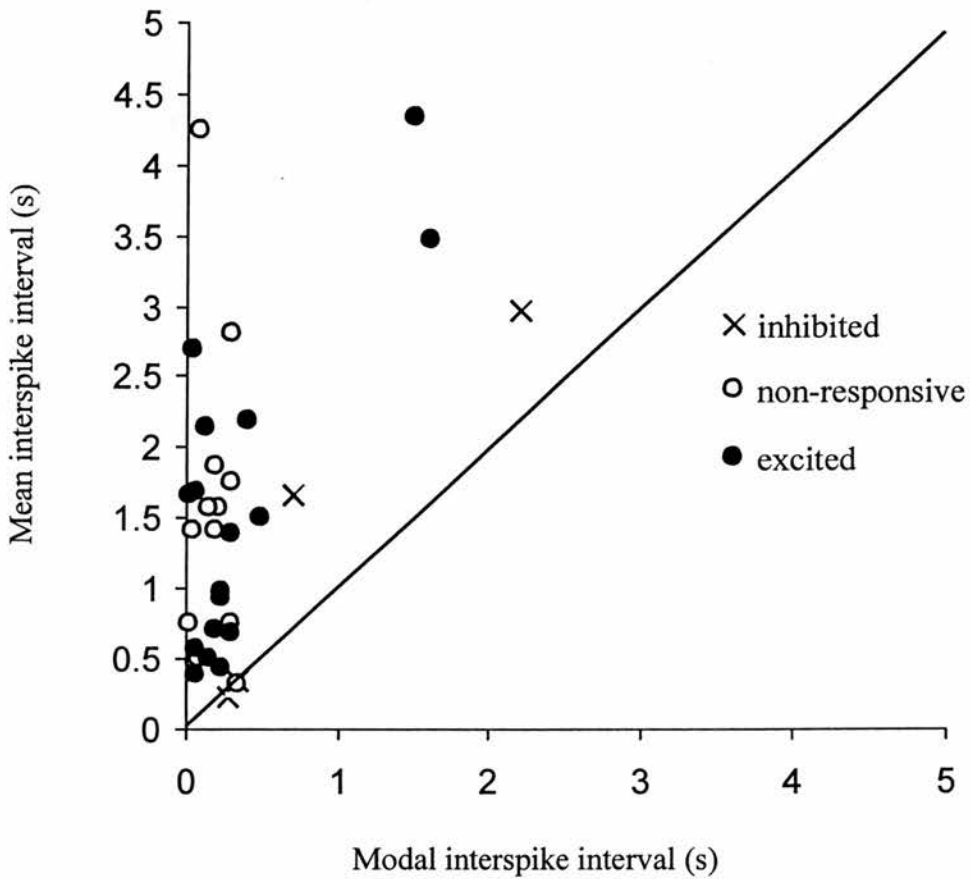 5
4.5
4
3.5
3
2.5
2
1.5
1
0.5
0
0 1 2 3 4 5
Mean interspike interval (s)
Modal interspike interval (s)
inhibited
non-responsive
excited